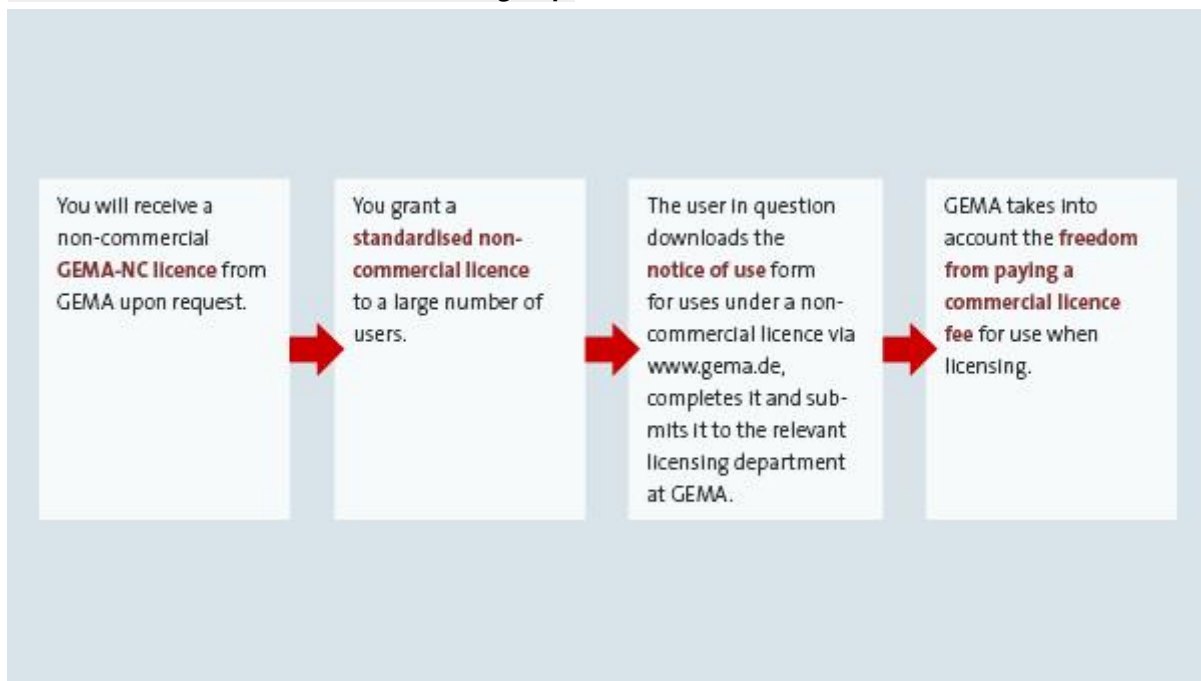 You will receive a
non-commercial
GEMA-NC licence from
GEMA upon request.
You grant a
standardised non-
commercial licence
to a large number of
users.
The user in question
downloads the
notice of use form
for uses under a non-
commercial licence via
www.gema.de,
completes it and sub-
mits it to the relevant
licensing department
at GEMA.
GEMA takes into
account the freedom
from paying a
commercial licence
fee for use when
licensing.